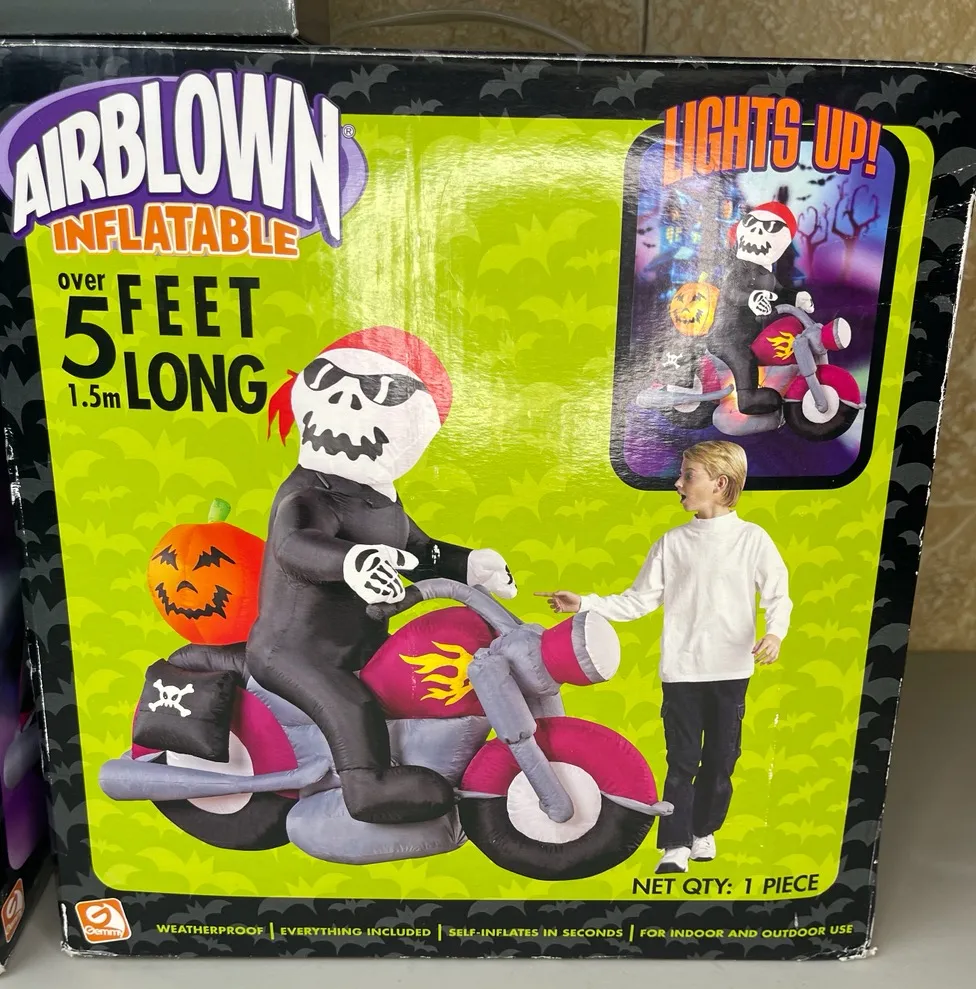 AIRBLOWN®
INFLATABLE
over
5 FEET
1.5m LONG
LIGHTS UP!
NET QTY: 1 PIECE
Gemmy
WEATHERPROOF | EVERYTHING INCLUDED | SELF-INFLATES IN SECONDS | FOR INDOOR AND OUTDOOR USE